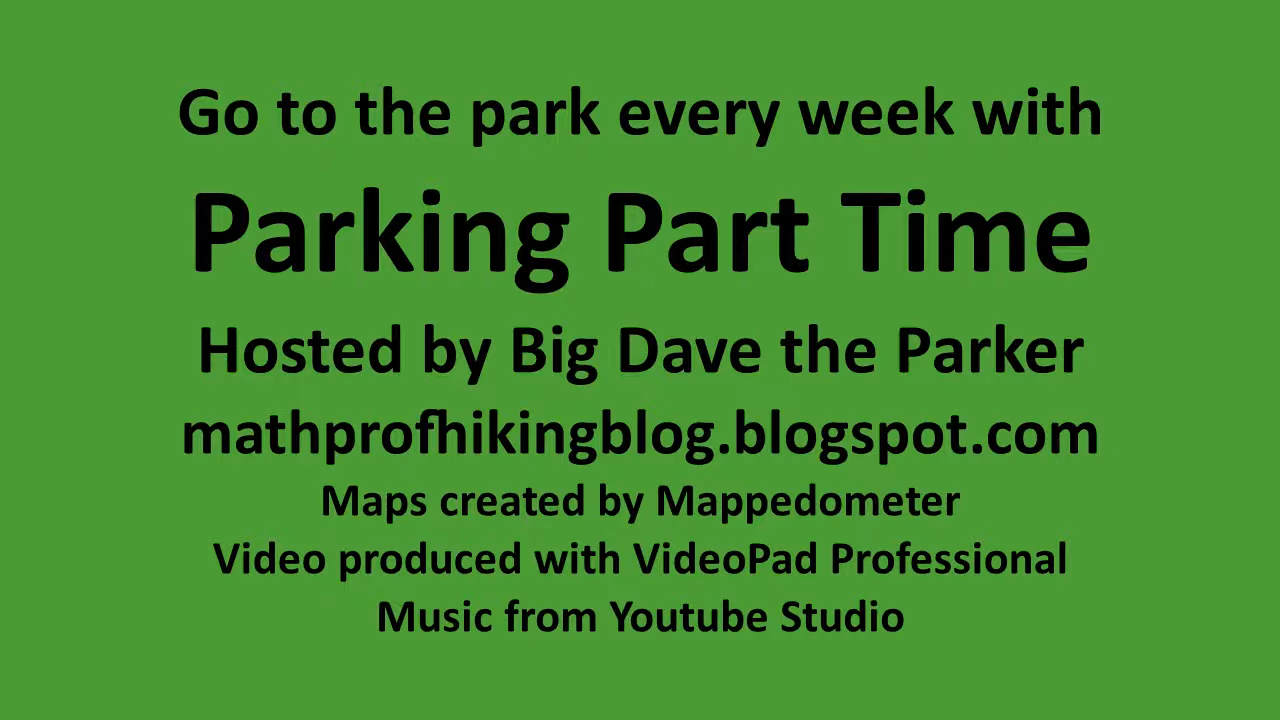 Go to the park every week with
Parking Part Time
Hosted by Big Dave the Parker
mathprofhikingblog.blogspot.com
Maps created by Mappedometer
Video produced with VideoPad Professional
Music from Youtube Studio